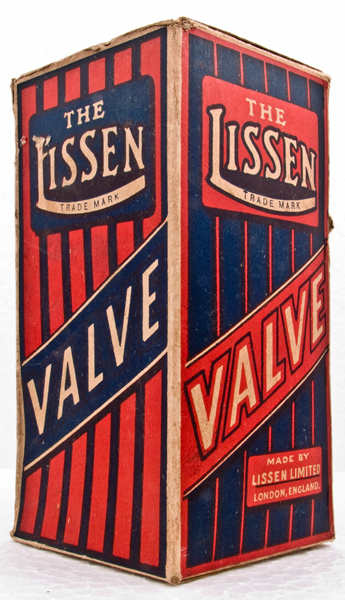 THE
LISSEN
TRADE MARK
VALVE
THE
LISSEN
TRADE MARK
VALVE
MADE BY
LISSEN LIMITED
LONDON, ENGLAND.